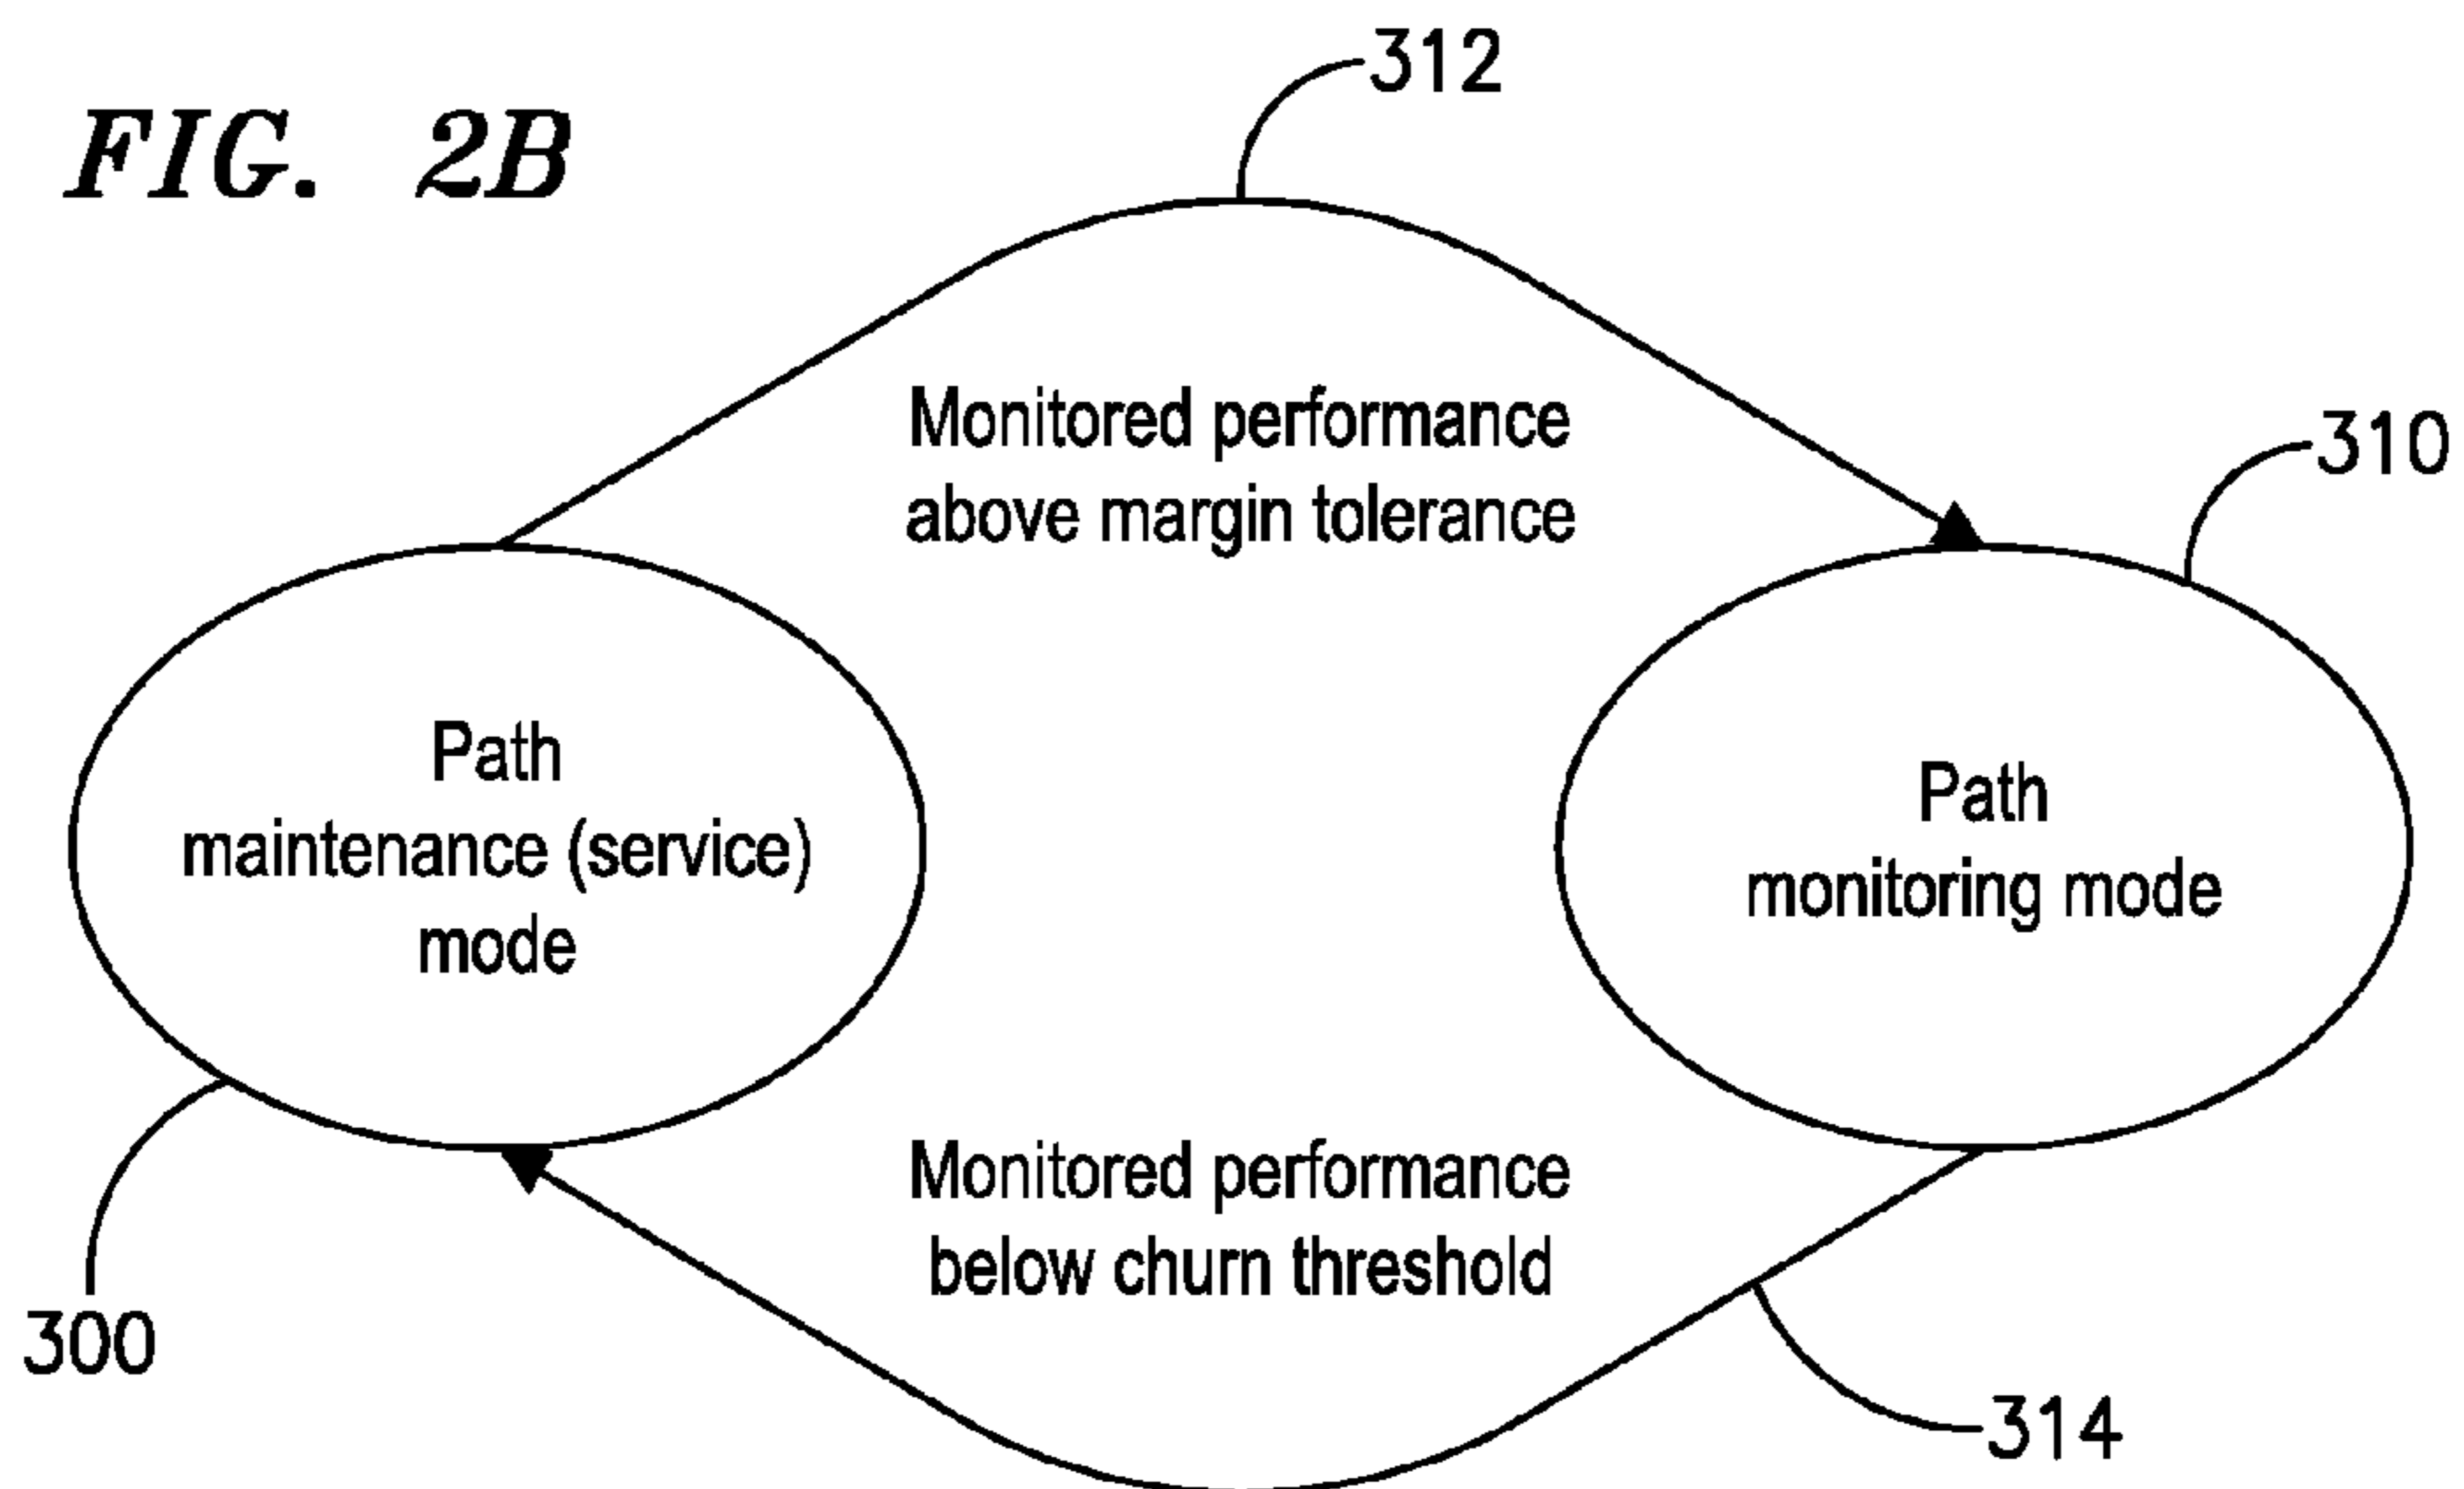 FIG. 2B
312
Monitored performance
above margin tolerance
310
Path
maintenance (service)
mode
Path
monitoring mode
Monitored performance
below churn threshold
300
314